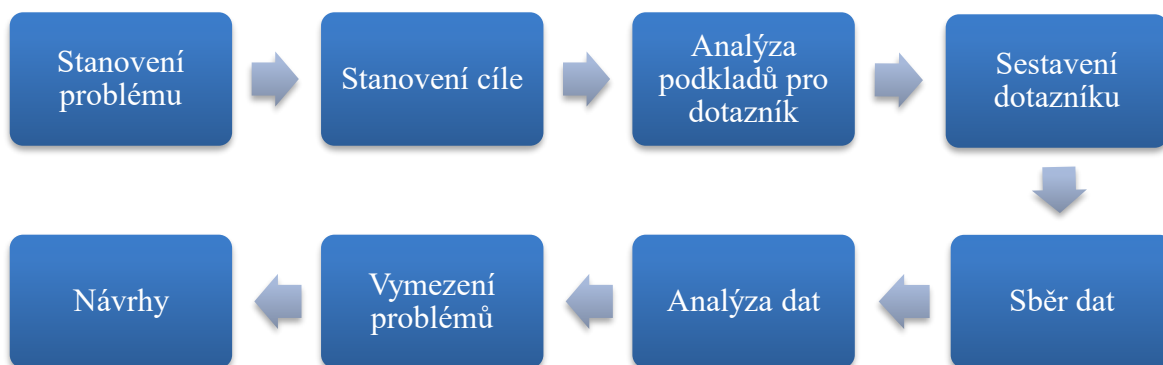 Stanovení
problému
Stanovení cíle
Analýza
podkladů pro
dotazník
Sestavení
dotazníku
Sběr dat
Analýza dat
Vymezení
problémů
Návrhy